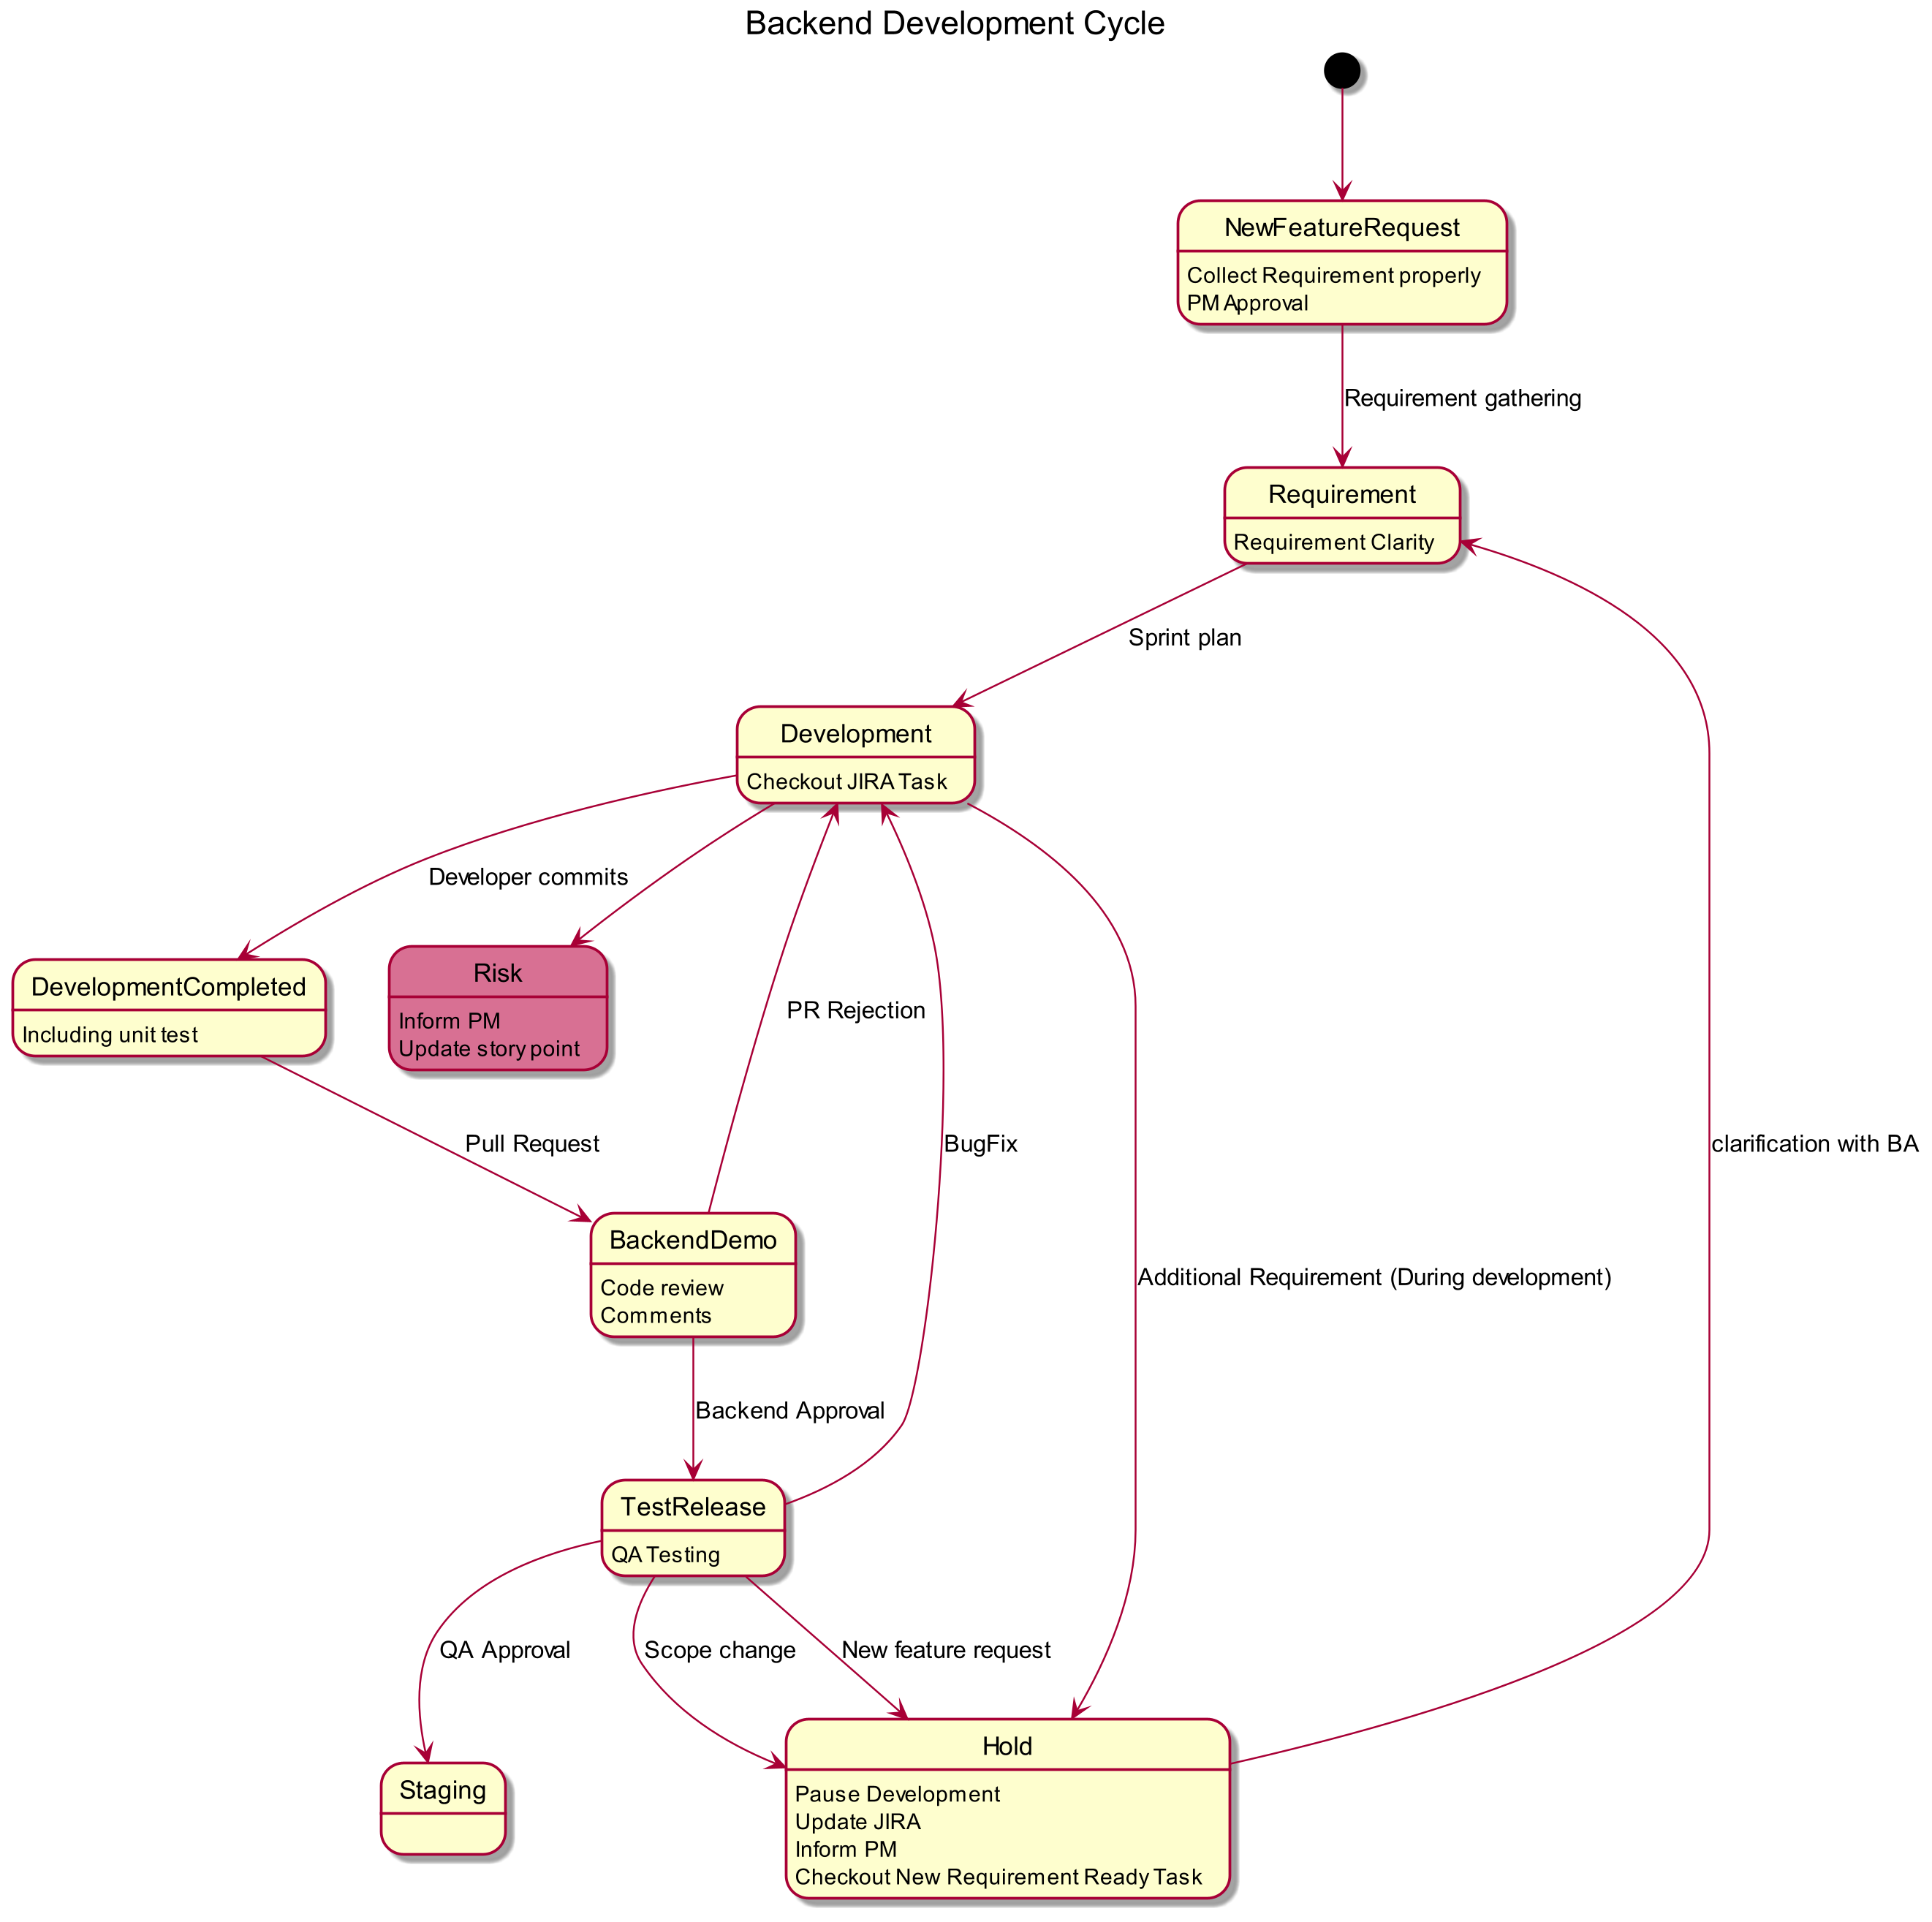 Backend Development Cycle
NewFeatureRequest
Collect Requirement properly
PM Approval
Requirement gathering
Requirement
Requirement Clarity
Sprint plan
Development
Checkout JIRA Task
Developer commits
DevelopmentCompleted
Including unit test
Risk
Inform PM
Update story point
PR Rejection
Pull Request
BugFix
clarification with BA
BackendDemo
Code review
Comments
Additional Requirement (During development)
Backend Approval
TestRelease
QA Testing
QA Approval
Scope change
New feature request
Staging
Hold
Pause Development
Update JIRA
Inform PM
Checkout New Requirement Ready Task